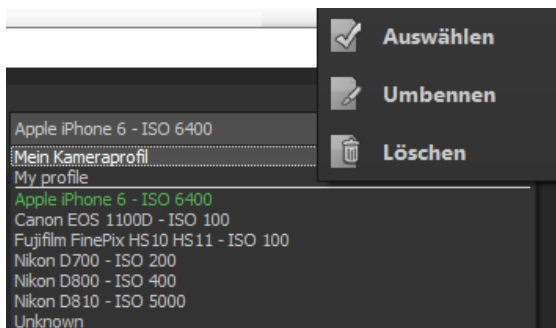 Auswählen
Umbennen
Löschen
Apple iPhone 6 - ISO 6400
Mein Kameraprofil
My profile
Apple iPhone 6 - ISO 6400
Canon EOS 1100D - ISO 100
Fujifilm FinePix HS10 HS11 - ISO 100
Nikon D700 - ISO 200
Nikon D800 - ISO 400
Nikon D810 - ISO 5000
Unknown